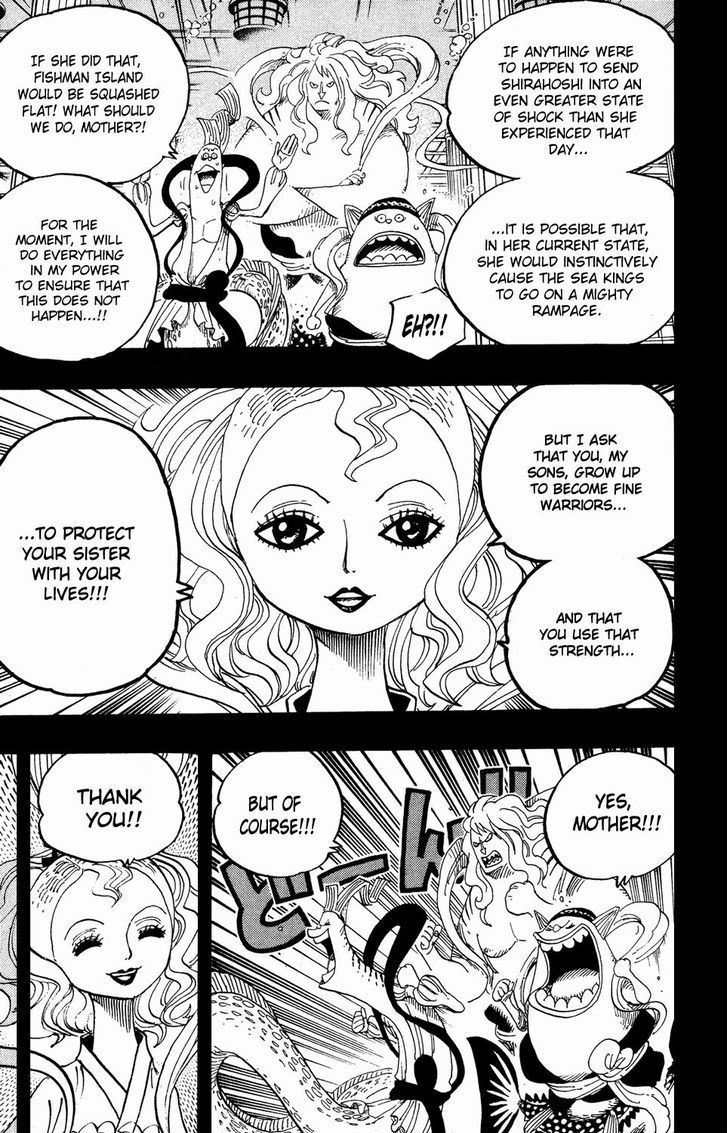 IF ANYTHING WERE
TO HAPPEN TO SEND
SHIRAHOSHI INTO AN
EVEN GREATER STATE
OF SHOCK THAN SHE
EXPERIENCED THAT
DAY...
...IT IS POSSIBLE THAT,
IN HER CURRENT STATE,
SHE WOULD INSTINCTIVELY
CAUSE THE SEA KINGS
TO GO ON A MIGHTY
RAMPAGE.
EH?!!
IF SHE DID THAT,
FISHMAN ISLAND
WOULD BE SQUASHED
FLAT! WHAT SHOULD
WE DO, MOTHER?!
FOR THE
MOMENT, I WILL
DO EVERYTHING
IN MY POWER
TO ENSURE THAT
THIS DOES NOT
HAPPEN...!!
BUT I ASK
THAT YOU, MY
SONS, GROW UP
TO BECOME FINE
WARRIORS...
AND THAT
YOU USE THAT
STRENGTH...
...TO PROTECT
YOUR SISTER
WITH YOUR
LIVES!!!
YES,
MOTHER!!!
BUT OF
COURSE!!!
どーん!!
THANK
YOU!!